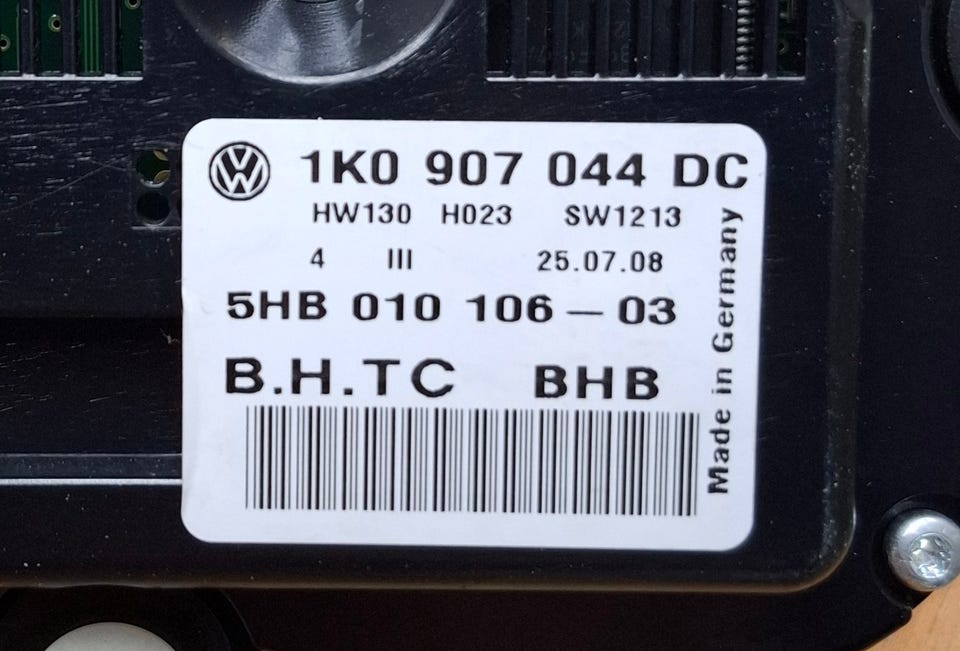 1K0 907 044 DC
HW130 H023 SW1213
4 III 25.07.08
5HB 010 106 — 03
B.H.TC BHB
Made in Germany